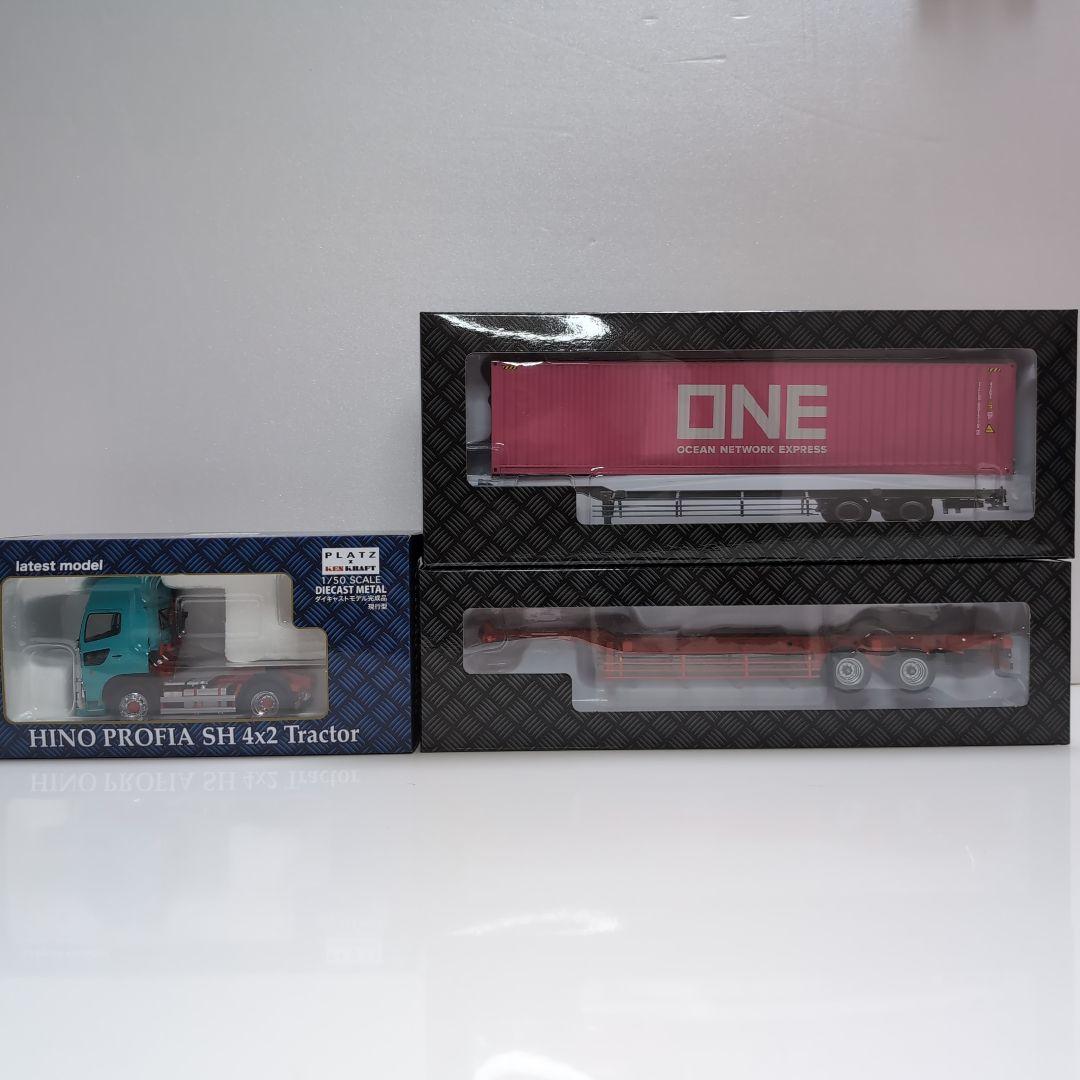 ONE
OCEAN NETWORK EXPRESS
latest model
PLATZ
x
KEN KRAFT
1/50 SCALE
DIECAST METAL
ダイキャストモデル完成品
現行型
HINO PROFIA SH 4x2 Tractor